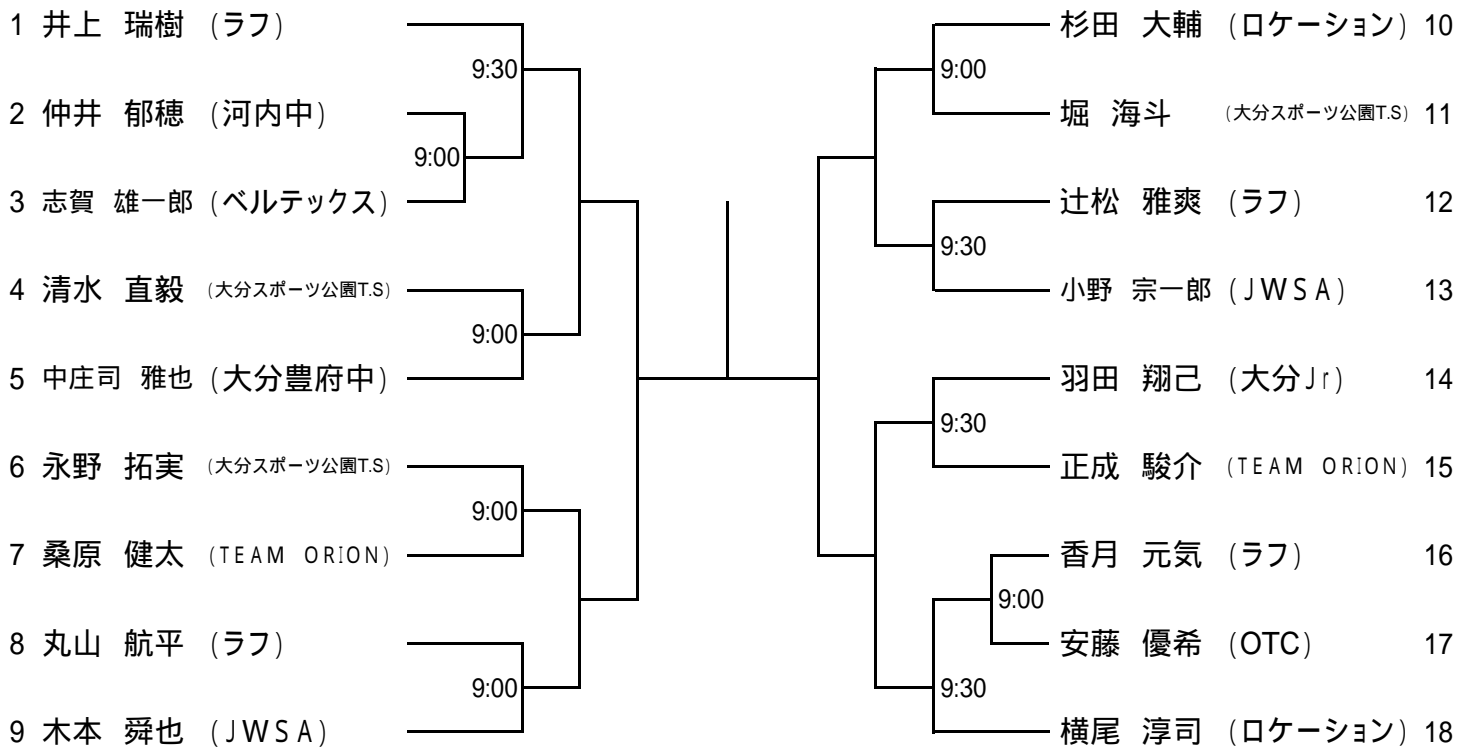 1 井上 瑞樹 (ラフ)
9:30
2 仲井 郁穂 (河内中)
9:00
3 志賀 雄一郎 (ベルテックス)
4 清水 直毅 (大分スポーツ公園T.S)
9:00
5 中庄司 雅也 (大分豊府中)
6 永野 拓実 (大分スポーツ公園T.S)
9:00
7 桑原 健太 (TEAM ORION)
8 丸山 航平 (ラフ)
9:00
9 木本 舜也 (JWSA)
杉田 大輔 (ロケーション) 10
9:00
堀 海斗 (大分スポーツ公園T.S) 11
辻松 雅爽 (ラフ) 12
9:30
小野 宗一郎 (JWSA) 13
羽田 翔己 (大分Jr) 14
9:30
正成 駿介 (TEAM ORION) 15
香月 元気 (ラフ) 16
9:00
安藤 優希 (OTC) 17
9:30
横尾 淳司 (ロケーション) 18